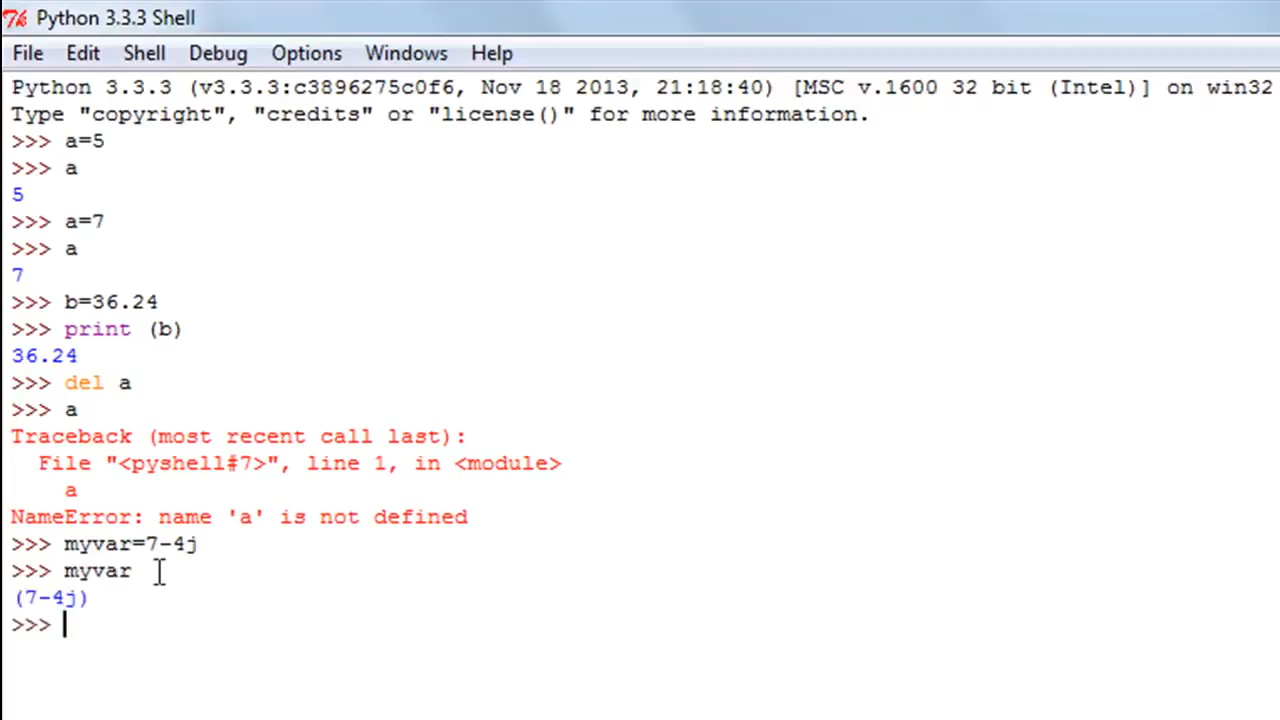 Python 3.3.3 Shell
File Edit Shell Debug Options Windows Help
Python 3.3.3 (v3.3.3:c3896275c0f6, Nov 18 2013, 21:18:40) [MSC v.1600 32 bit (Intel)] on win32
Type "copyright", "credits" or "license()" for more information.
>>> a=5
>>> a
5
>>> a=7
>>> a
7
>>> b=36.24
>>> print (b)
36.24
>>> del a
>>> a
Traceback (most recent call last):
  File "<pyshell#7>", line 1, in <module>
    a
NameError: name 'a' is not defined
>>> myvar=7-4j
>>> myvar
(7-4j)
>>>